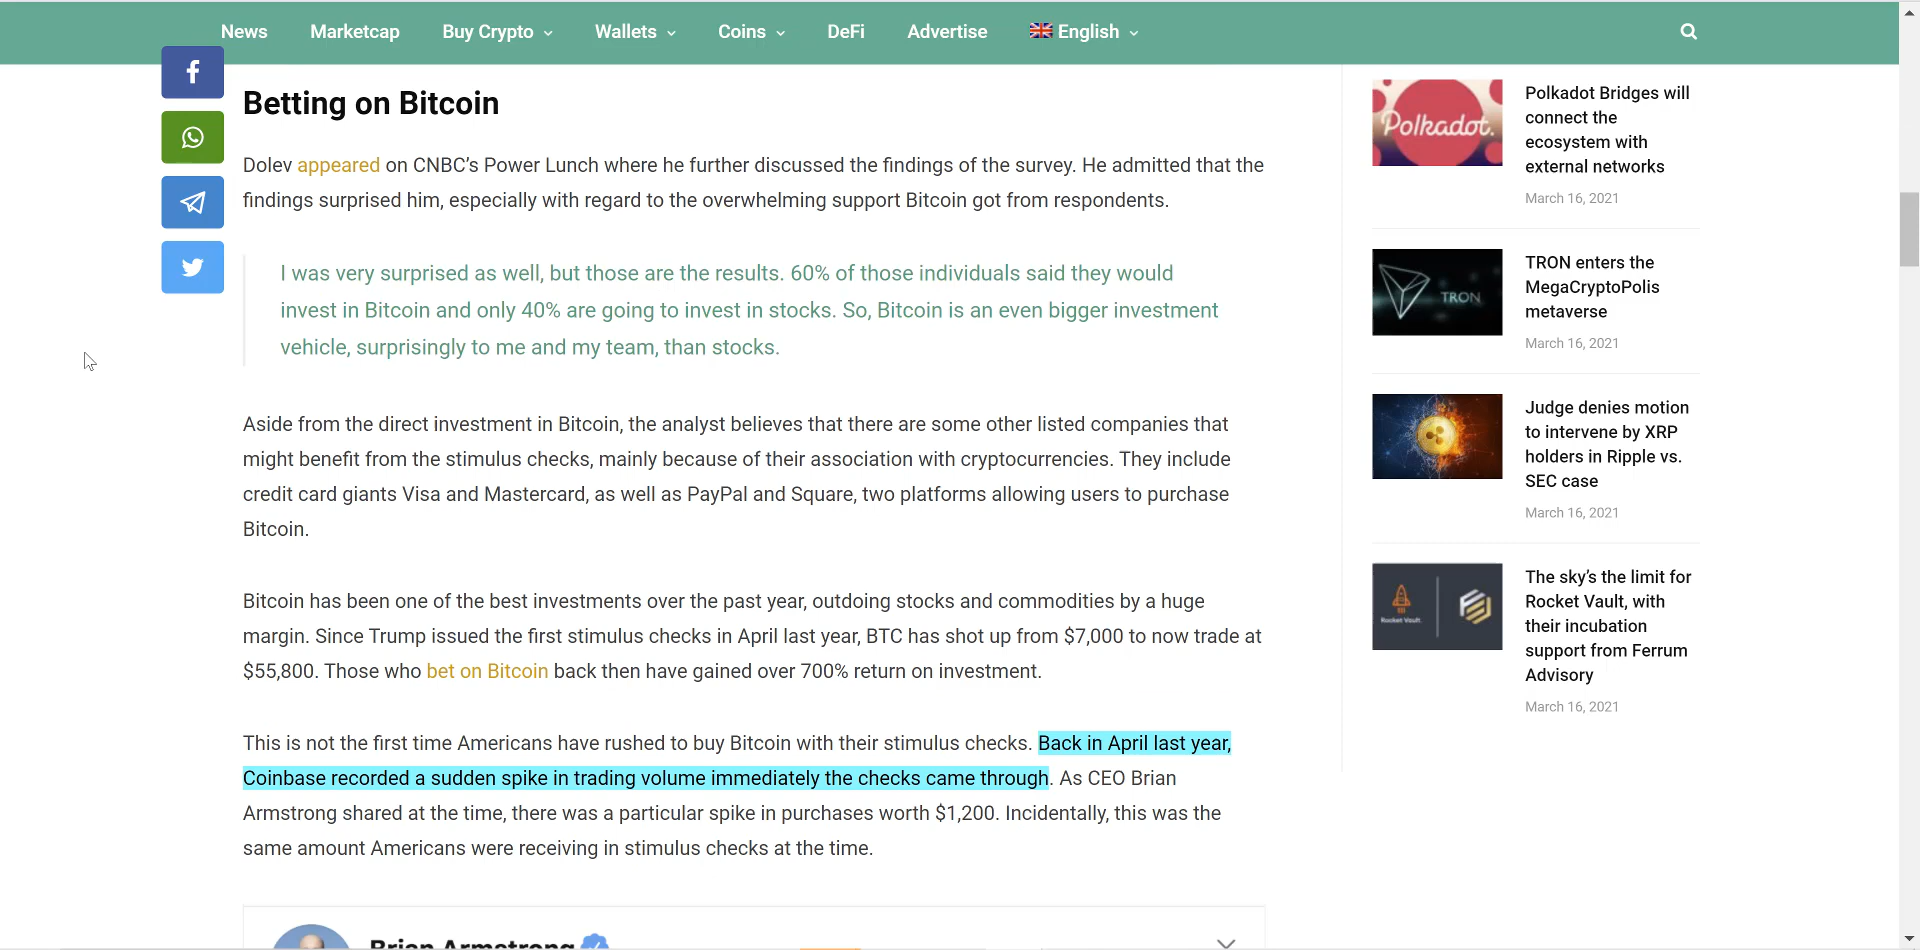 News Marketcap Buy Crypto Wallets Coins DeFi Advertise English
Betting on Bitcoin
Dolev appeared on CNBC’s Power Lunch where he further discussed the findings of the survey. He admitted that the
findings surprised him, especially with regard to the overwhelming support Bitcoin got from respondents.
I was very surprised as well, but those are the results. 60% of those individuals said they would
invest in Bitcoin and only 40% are going to invest in stocks. So, Bitcoin is an even bigger investment
vehicle, surprisingly to me and my team, than stocks.
Aside from the direct investment in Bitcoin, the analyst believes that there are some other listed companies that
might benefit from the stimulus checks, mainly because of their association with cryptocurrencies. They include
credit card giants Visa and Mastercard, as well as PayPal and Square, two platforms allowing users to purchase
Bitcoin.
Bitcoin has been one of the best investments over the past year, outdoing stocks and commodities by a huge
margin. Since Trump issued the first stimulus checks in April last year, BTC has shot up from $7,000 to now trade at
$55,800. Those who bet on Bitcoin back then have gained over 700% return on investment.
This is not the first time Americans have rushed to buy Bitcoin with their stimulus checks. Back in April last year,
Coinbase recorded a sudden spike in trading volume immediately the checks came through. As CEO Brian
Armstrong shared at the time, there was a particular spike in purchases worth $1,200. Incidentally, this was the
same amount Americans were receiving in stimulus checks at the time.
Brian Armstrong
Polkadot.
Polkadot Bridges will
connect the
ecosystem with
external networks
March 16, 2021
TRON
TRON enters the
MegaCryptoPolis
metaverse
March 16, 2021
Judge denies motion
to intervene by XRP
holders in Ripple vs.
SEC case
March 16, 2021
Rocket Vault.
The sky’s the limit for
Rocket Vault, with
their incubation
support from Ferrum
Advisory
March 16, 2021